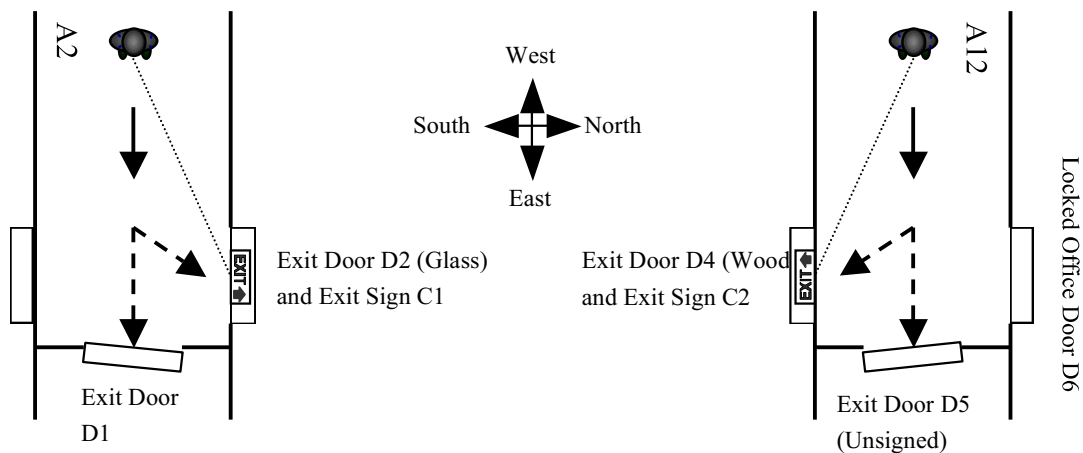 A2
West
South
North
East
A12
Locked Office Door D6
EXIT
Exit Door D2 (Glass)
and Exit Sign C1
Exit Door D4 (Wood
and Exit Sign C2
EXIT
Exit Door
D1
Exit Door D5
(Unsigned)